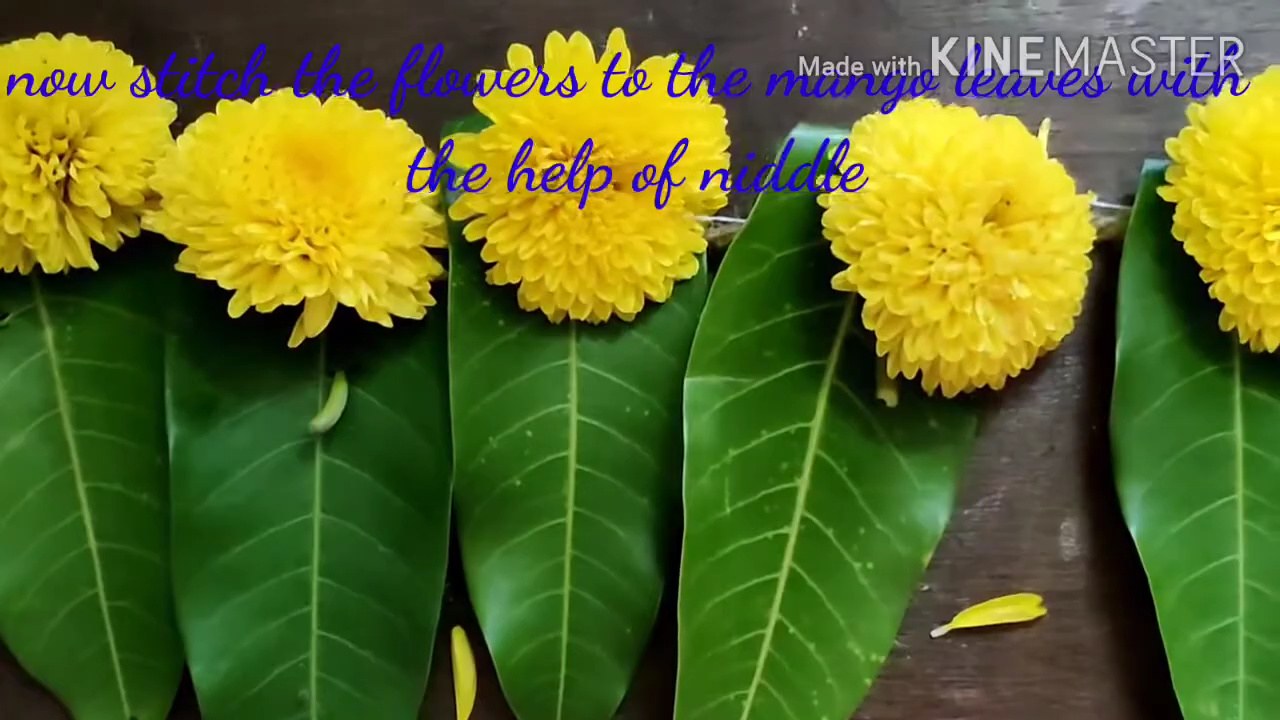 Made with KINEMASTER
now stitch the flowers to the mango leaves with
the help of niddle